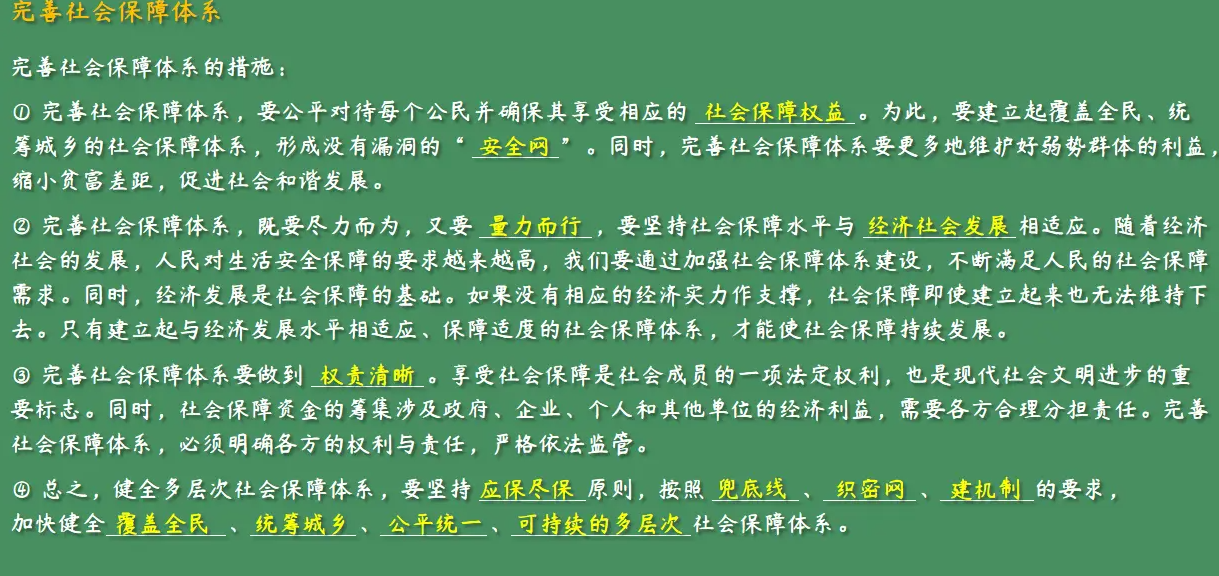 完善社会保障体系
完善社会保障体系的措施：
① 完善社会保障体系，要公平对待每个公民并确保其享受相应的 社会保障权益 。为此，要建立起覆盖全民、统
筹城乡的社会保障体系，形成没有漏洞的“ 安全网 ”。同时，完善社会保障体系要更多地维护好弱势群体的利益，
缩小贫富差距，促进社会和谐发展。
② 完善社会保障体系，既要尽力而为，又要 量力而行 ，要坚持社会保障水平与 经济社会发展 相适应。随着经济
社会的发展，人民对生活安全保障的要求越来越高，我们要通过加强社会保障体系建设，不断满足人民的社会保障
需求。同时，经济发展是社会保障的基础。如果没有相应的经济实力作支撑，社会保障即使建立起来也无法维持下
去。只有建立起与经济发展水平相适应、保障适度的社会保障体系，才能使社会保障持续发展。
③ 完善社会保障体系要做到 权责清晰 。享受社会保障是社会成员的一项法定权利，也是现代社会文明进步的重
要标志。同时，社会保障资金的筹集涉及政府、企业、个人和其他单位的经济利益，需要各方合理分担责任。完善
社会保障体系，必须明确各方的权利与责任，严格依法监管。
④ 总之，健全多层次社会保障体系，要坚持 应保尽保 原则，按照 兜底线 、 织密网 、 建机制 的要求，
加快健全 覆盖全民 、 统筹城乡 、 公平统一 、 可持续的多层次 社会保障体系。